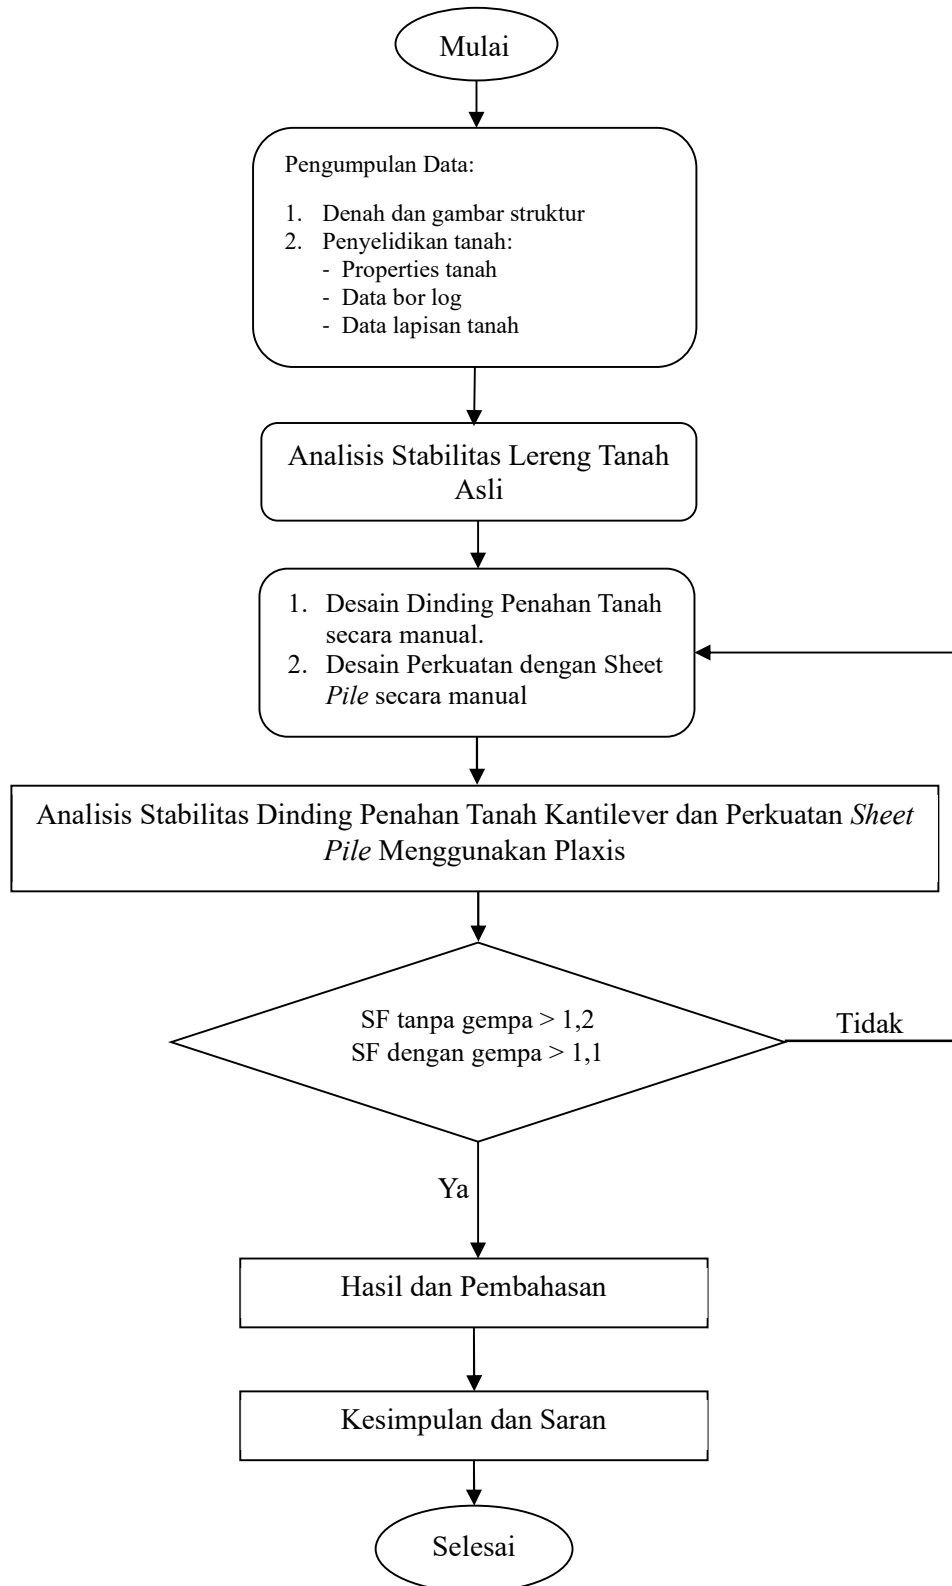 Mulai
Pengumpulan Data:
1. Denah dan gambar struktur
2. Penyelidikan tanah:
- Properties tanah
- Data bor log
- Data lapisan tanah
Analisis Stabilitas Lereng Tanah
Asli
1. Desain Dinding Penahan Tanah
secara manual.
2. Desain Perkuatan dengan Sheet
Pile secara manual
Analisis Stabilitas Dinding Penahan Tanah Kantilever dan Perkuatan Sheet
Pile Menggunakan Plaxis
SF tanpa gempa > 1,2
SF dengan gempa > 1,1
Tidak
Ya
Hasil dan Pembahasan
Kesimpulan dan Saran
Selesai